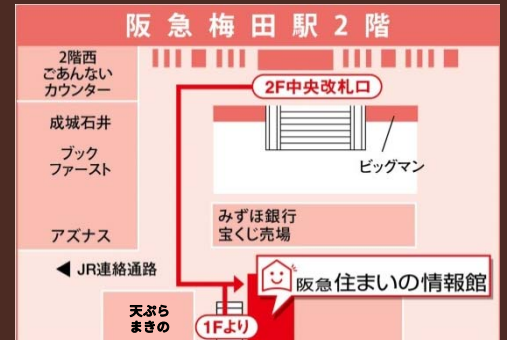 阪急梅田駅2階
2階西
ごあんない
カウンター
2F中央改札口
成城石井
ブック
ファースト
ビッグマン
みずほ銀行
宝くじ売場
アズナス
◀ JR連絡通路
阪急住まいの情報館
天ぷら
まきの
1Fより